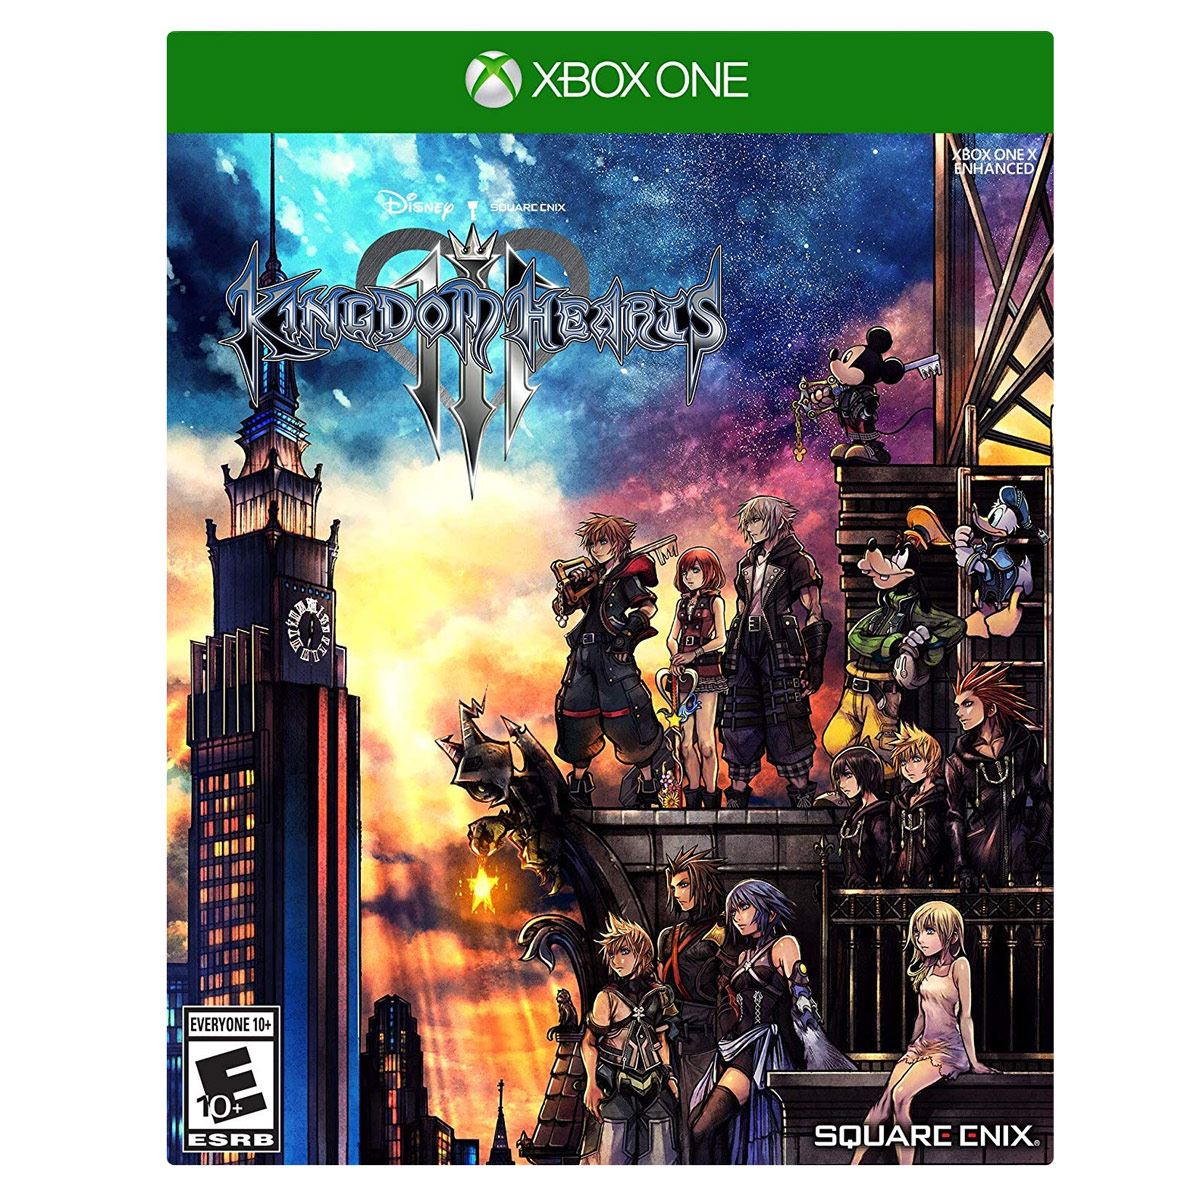 XBOX ONE
XBOX ONE X
ENHANCED
Disney SQUARE ENIX
KINGDOM HEARTS
III
EVERYONE 10+
E
10+
ESRB
SQUARE ENIX®